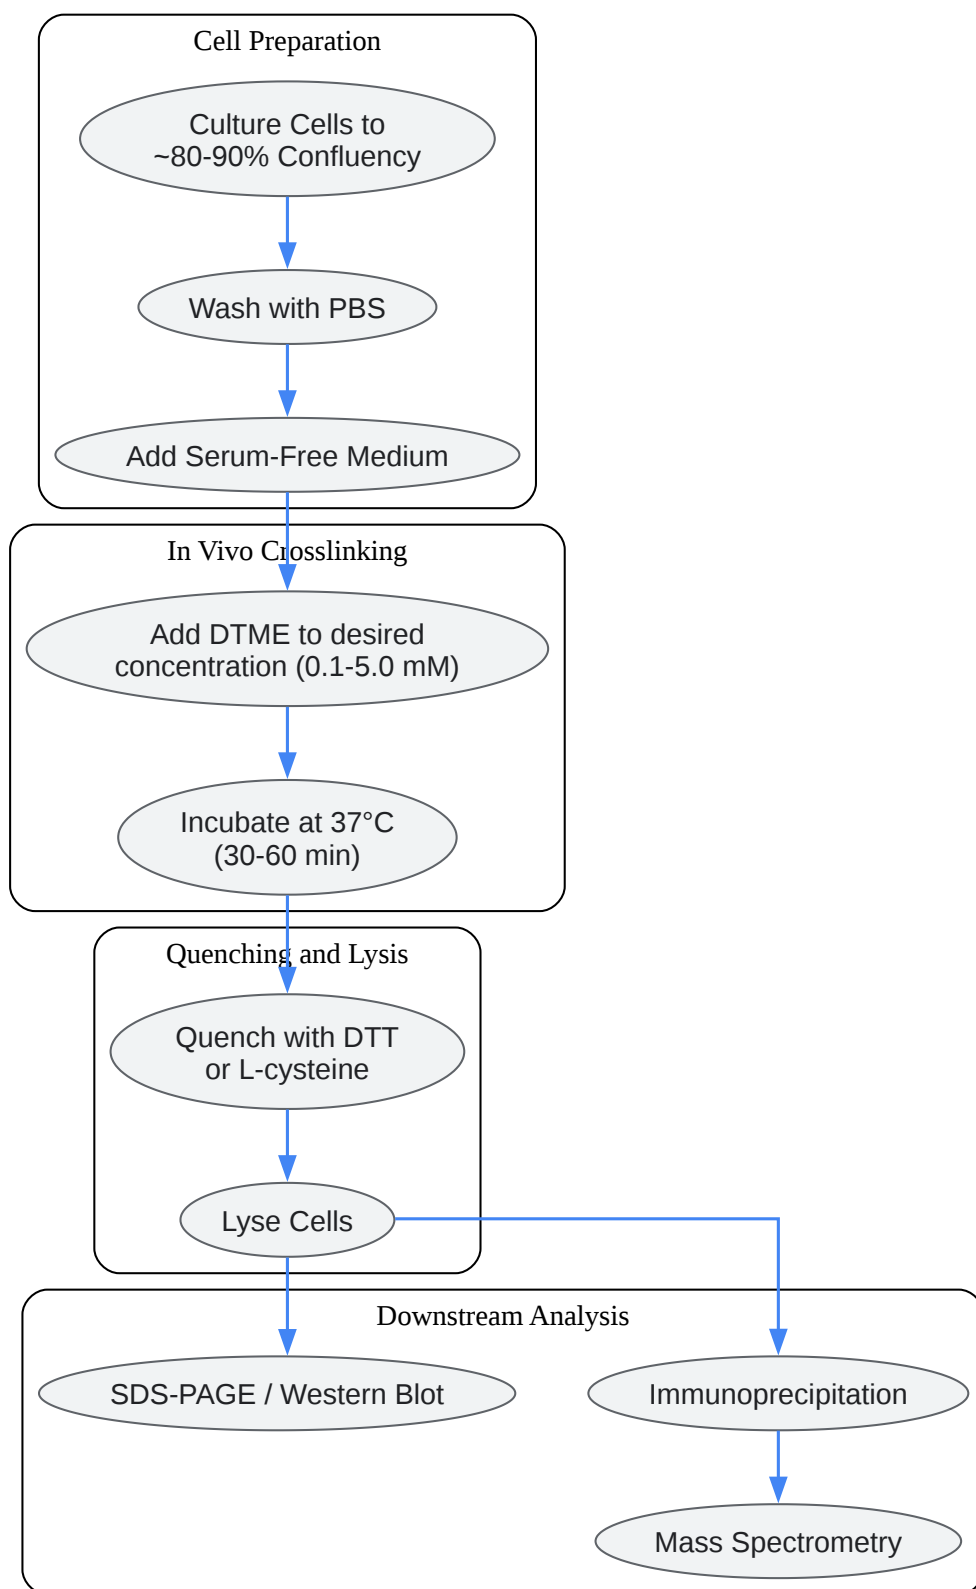 Cell Preparation
Culture Cells to
~80-90% Confluency
Wash with PBS
Add Serum-Free Medium
In Vivo Crosslinking
Add DTME to desired
concentration (0.1-5.0 mM)
Incubate at 37°C
(30-60 min)
Quenching and Lysis
Quench with DTT
or L-cysteine
Lyse Cells
Downstream Analysis
SDS-PAGE / Western Blot
Immunoprecipitation
Mass Spectrometry